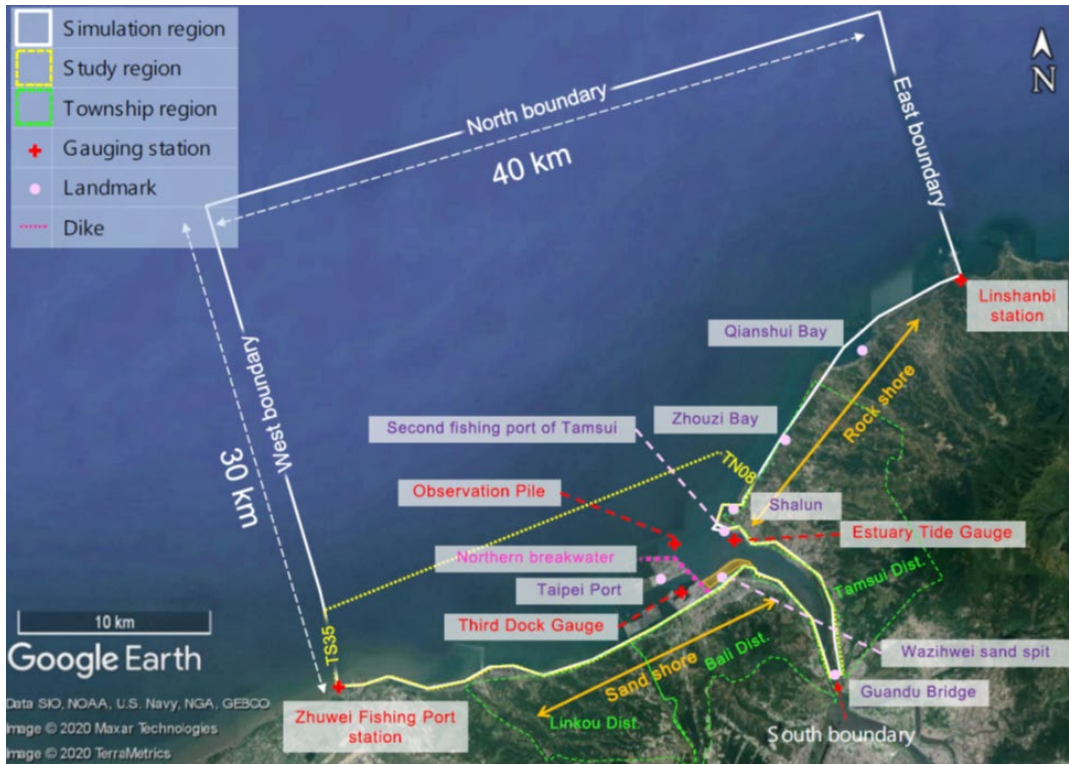 Simulation region
Study region
Township region
Gauging station
Landmark
Dike
N
North boundary
40 km
East boundary
West boundary
30 km
Linshanbi
station
Qianshui Bay
Rock shore
Zhouzi Bay
Second fishing port of Tamsui
TN08
Observation Pile
Shalun
Estuary Tide Gauge
Northern breakwater
Taipei Port
Tamsui Dist.
Third Dock Gauge
10 km
Google Earth
TS35
Sand shore
Bali Dist.
Wazihwei sand spit
Guandu Bridge
Linkou Dist.
Zhuwei Fishing Port
station
South boundary
Data SIO, NOAA, U.S. Navy, NGA, GEBCO
Image © 2020 Maxar Technologies
Image © 2020 TerraMetrics